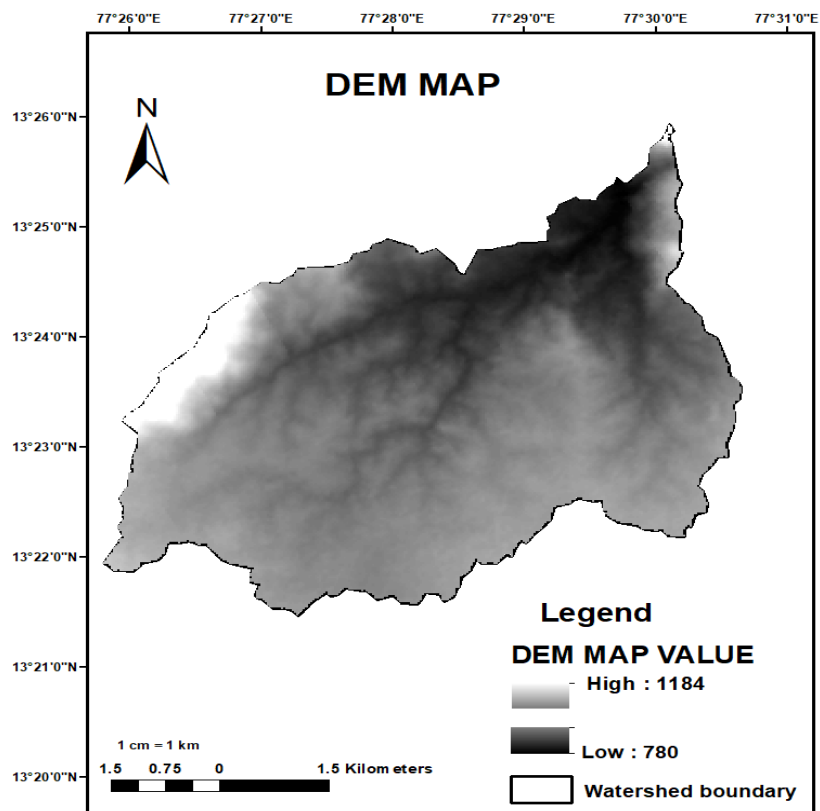 77°26'0"E 77°27'0"E 77°28'0"E 77°29'0"E 77°30'0"E 77°31'0"E
DEM MAP
N
13°26'0"N
13°25'0"N
13°24'0"N
13°23'0"N
13°22'0"N
13°21'0"N
13°20'0"N
Legend
DEM MAP VALUE
High : 1184
Low : 780
Watershed boundary
1 cm = 1 km
1.5 0.75 0 1.5 Kilometers